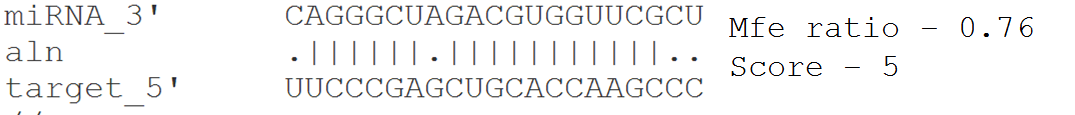 miRNA_3' CAGGGCUAGACGUGGUUCGCU
aln .||||||.|||||||||||..
target_5' UUCCCGAGCUGCACCAAGCCC
Mfe ratio – 0.76
Score – 5